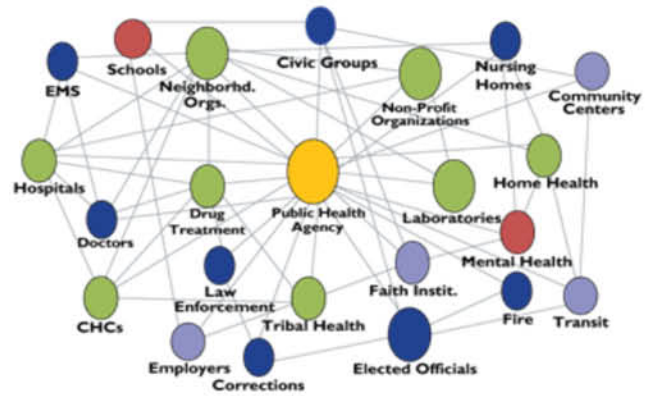 Civic Groups
Schools
EMS
Neighborhd.
Orgs.
Non-Profit
Organizations
Nursing
Homes
Community
Centers
Hospitals
Doctors
Drug
Treatment
Public Health
Agency
Laboratories
Home Health
Mental Health
CHCs
Law
Enforcement
Tribal Health
Faith Instit.
Fire
Transit
Employers
Corrections
Elected Officials